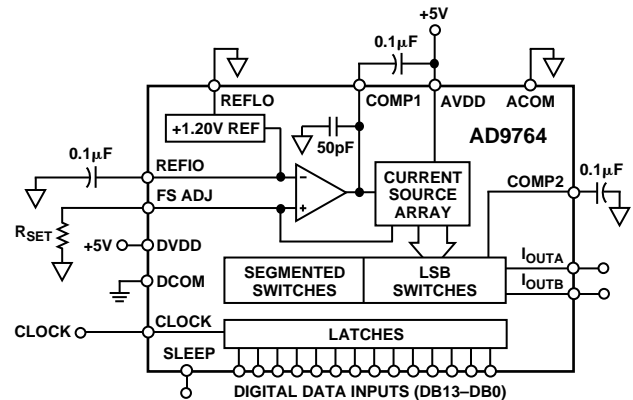 +5V
0.1µF
REFLO
COMP1
AVDD
ACOM
+1.20V REF
50pF
AD9764
0.1µF
REFIO
–
+
CURRENT
SOURCE
ARRAY
COMP2
0.1µF
FS ADJ
RSET
+5V
DVDD
DCOM
SEGMENTED
SWITCHES
LSB
SWITCHES
IOUTA
IOUTB
CLOCK
CLOCK
LATCHES
SLEEP
DIGITAL DATA INPUTS (DB13–DB0)